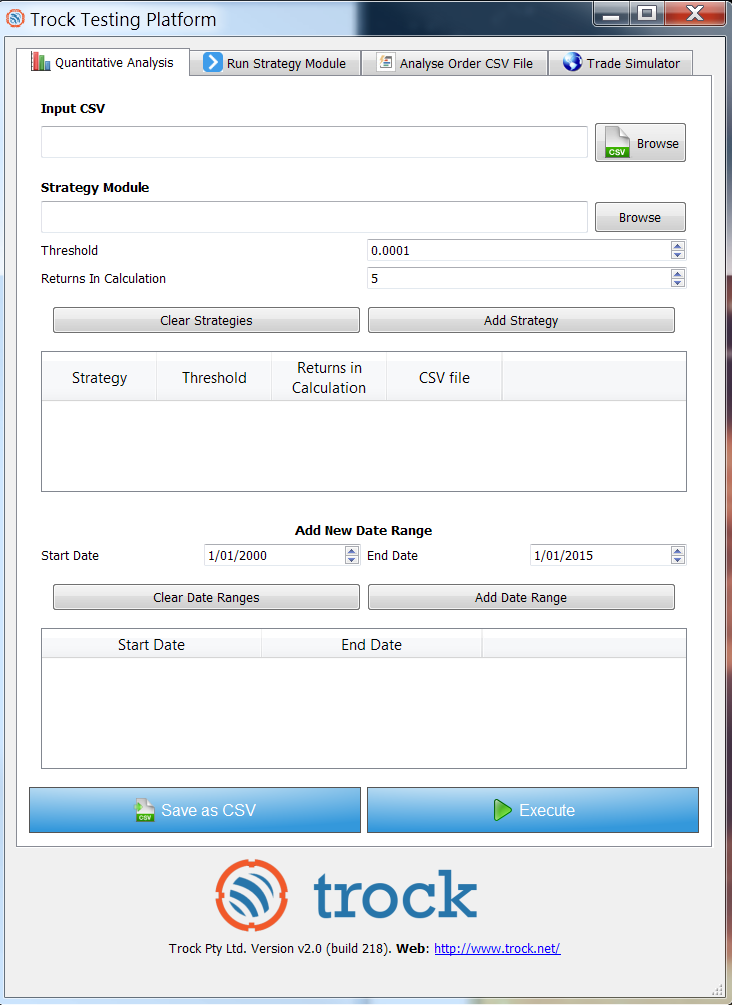 Trock Testing Platform
Quantitative Analysis Run Strategy Module Analyse Order CSV File Trade Simulator
Input CSV
CSV Browse
Strategy Module
Browse
Threshold 0.0001
Returns In Calculation 5
Clear Strategies Add Strategy
Strategy Threshold Returns in Calculation CSV file
Add New Date Range
Start Date 1/01/2000 End Date 1/01/2015
Clear Date Ranges Add Date Range
Start Date End Date
CSV Save as CSV Execute
trock
Trock Pty Ltd. Version v2.0 (build 218). Web: http://www.trock.net/